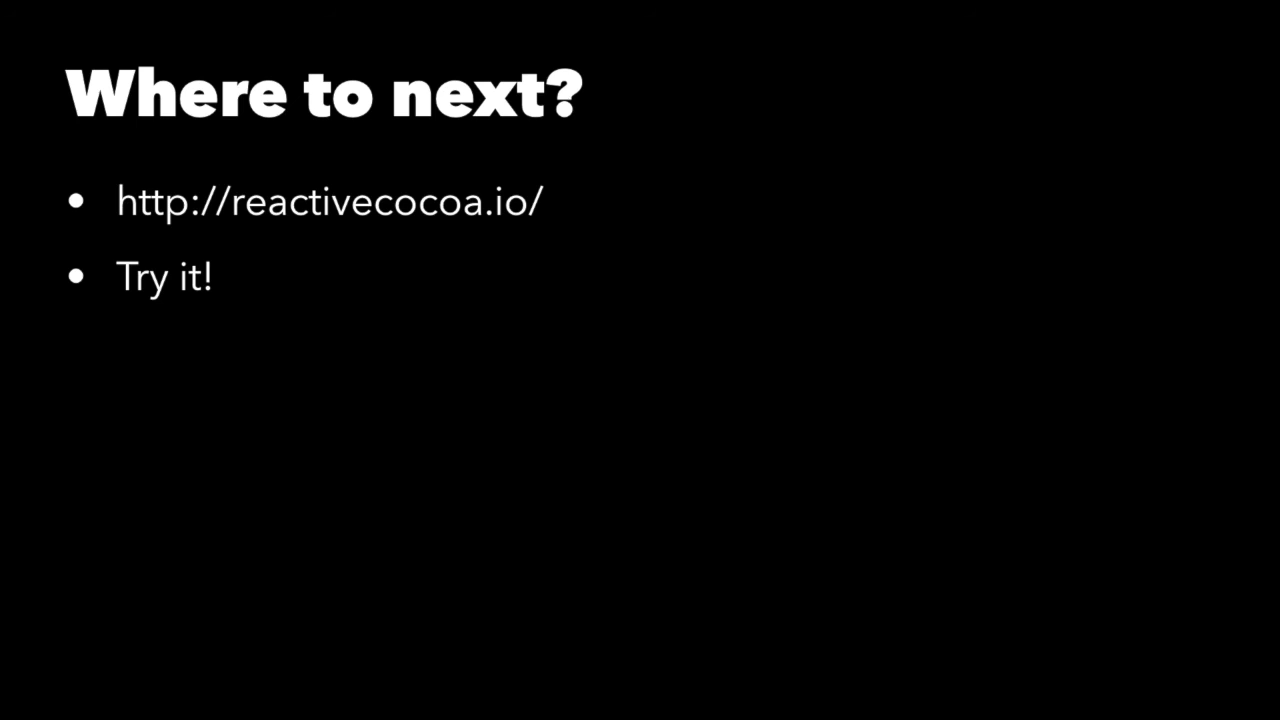 Where to next?
• http://reactivecocoa.io/
• Try it!